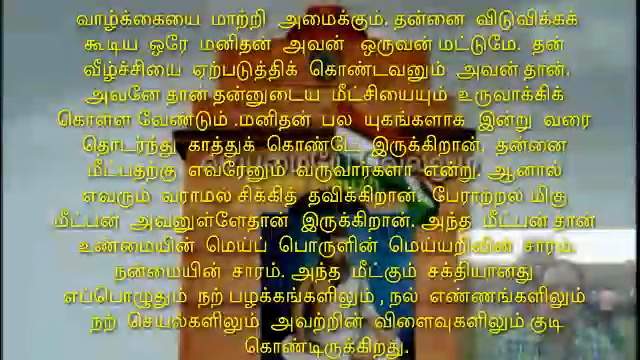 வாழ்க்கையை மாற்றி அமைக்கும். தன்னை விடுவிக்கக்
கூடிய ஒரே மனிதன் அவன் ஒருவன் மட்டுமே. தன்
வீழ்ச்சியை ஏற்படுத்திக் கொண்டவனும் அவன் தான்.
அவனே தான் தன்னுடைய மீட்சியையும் உருவாக்கிக்
கொள்ள வேண்டும் .மனிதன் பல யுகங்களாக இன்று வரை
தொடர்ந்து காத்துக் கொண்டே இருக்கிறான். தன்னை
மீட்பதற்கு எவரேனும் வருவார்களா என்று. ஆனால்
எவரும் வராமல் சிக்கித் தவிக்கிறான். பேராற்றல் மிகு
மீட்பன் அவனுள்ளேதான் இருக்கிறான். அந்த மீட்பன் தான்
உண்மையின் மெய்ப் பொருளின் மெய்யறிவின் சாரம்.
நன்மையின் சாரம். அந்த மீட்கும் சக்தியானது
எப்பொழுதும் நற் பழக்கங்களிலும் , நல் எண்ணங்களிலும்
நற் செயல்களிலும் அவற்றின் விளைவுகளிலும் குடி
கொண்டிருக்கிறது.